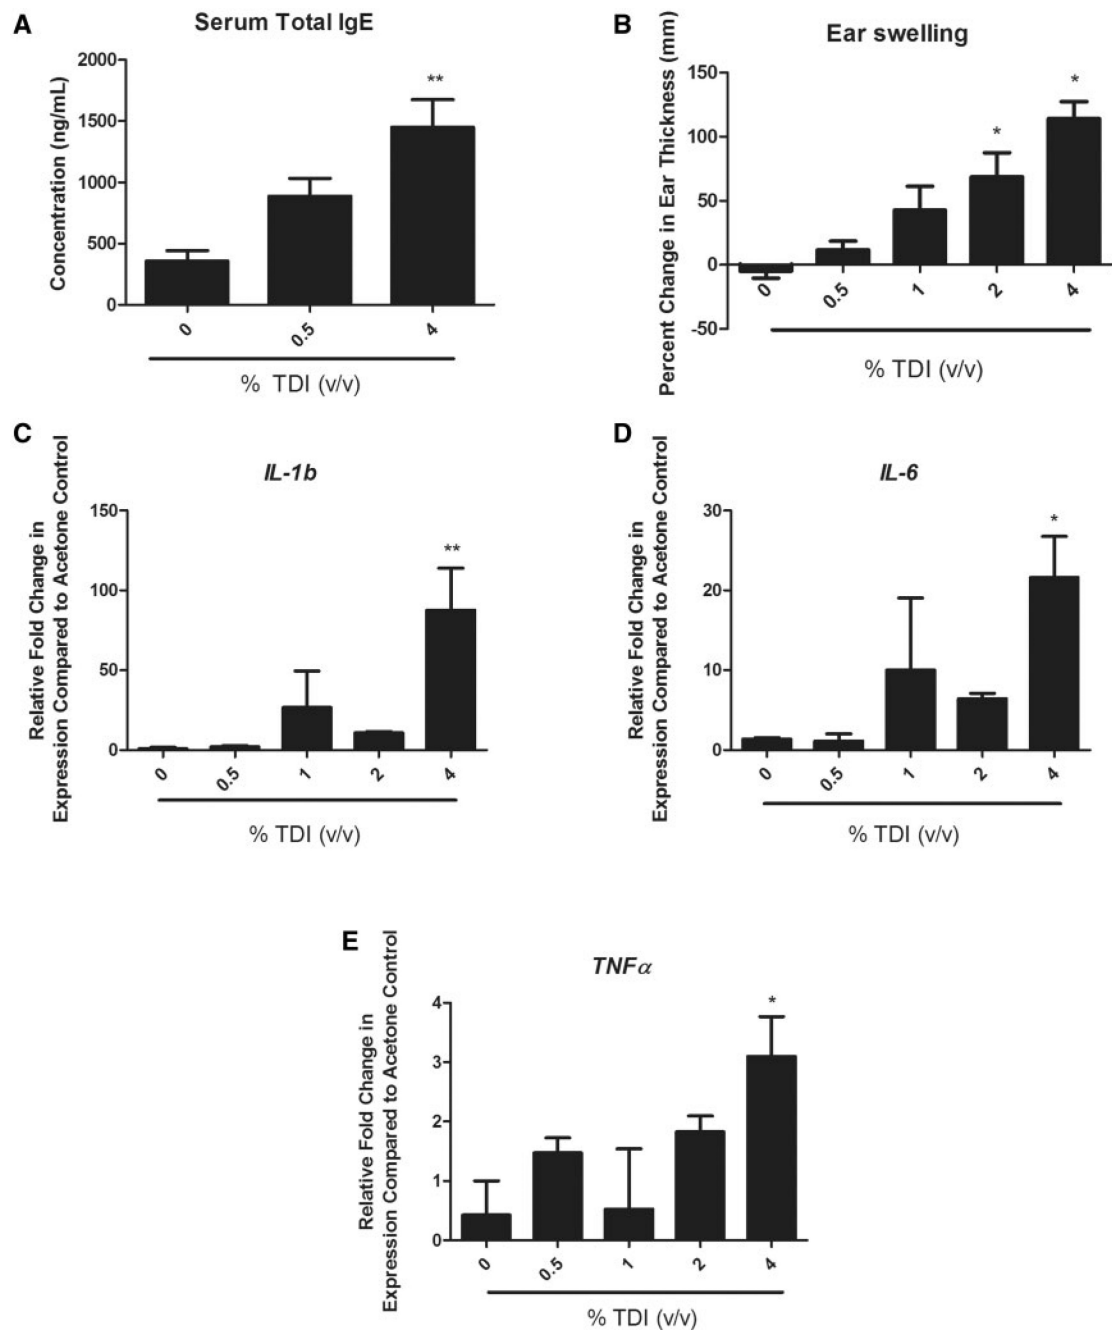 A
Serum Total IgE
Concentration (ng/mL)
2000
1500
1000
500
0
**
0
0.5
4
% TDI (v/v)
B
Ear swelling
Percent Change in Ear Thickness (mm)
150
100
50
0
-50
*
*
0
0.5
1
2
4
% TDI (v/v)
C
IL-1b
Relative Fold Change in
Expression Compared to Acetone Control
150
100
50
0
**
0
0.5
1
2
4
% TDI (v/v)
D
IL-6
Relative Fold Change in
Expression Compared to Acetone Control
30
20
10
0
*
0
0.5
1
2
4
% TDI (v/v)
E
TNFα
Relative Fold Change in
Expression Compared to Acetone Control
4
3
2
1
0
*
0
0.5
1
2
4
% TDI (v/v)